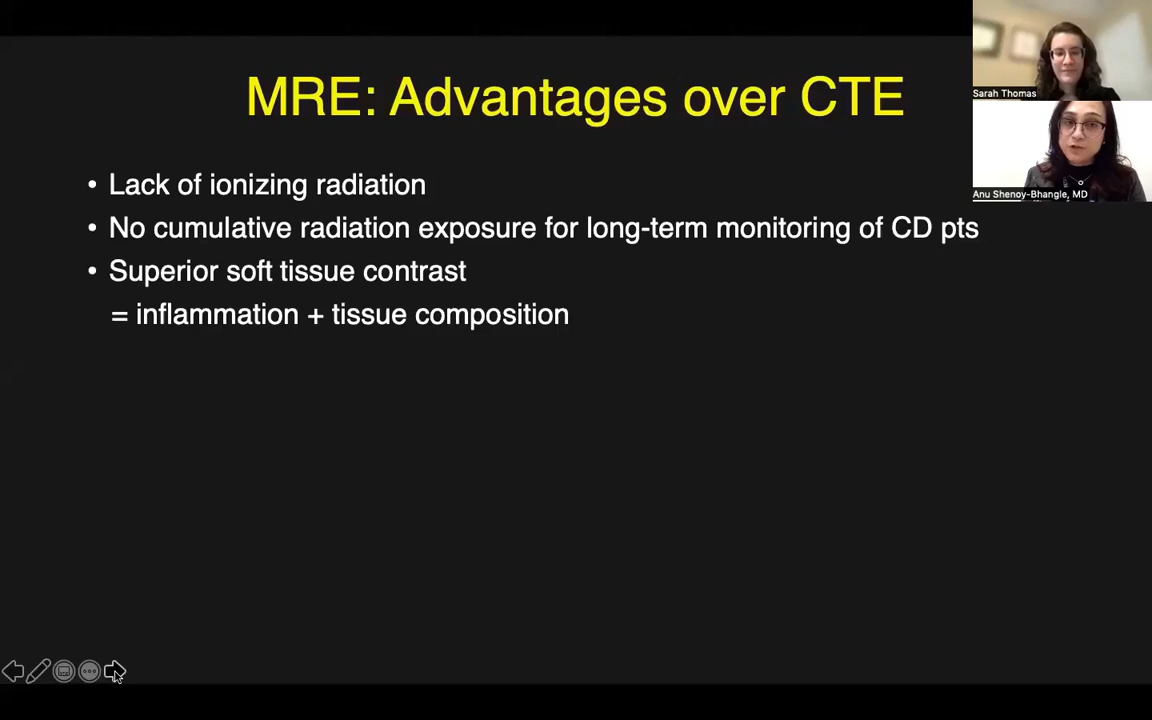 MRE: Advantages over CTE
• Lack of ionizing radiation
• No cumulative radiation exposure for long-term monitoring of CD pts
• Superior soft tissue contrast
= inflammation + tissue composition
Sarah Thomas
Anu Shenoy-Bhangle, MD